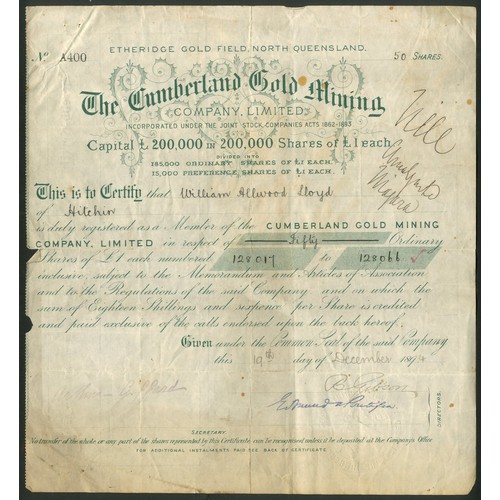 ETHERIDGE GOLD FIELD, NORTH QUEENSLAND.
No A400
50 SHARES
The Cumberland Gold Mining
COMPANY, LIMITED.
INCORPORATED UNDER THE JOINT STOCK COMPANIES ACTS 1862-1893
Capital £ 200,000 IN 200,000 Shares of £1 each
DIVIDED INTO
185,000 ORDINARY SHARES OF £1 EACH.
15,000 PREFERENCE SHARES OF £1 EACH.
This is to Certify that William Allwood Lloyd
of Hitchin
is duly registered as a Member of the CUMBERLAND GOLD MINING
COMPANY, LIMITED in respect of Fifty Ordinary
Shares of £1 each numbered 128017 to 128066
inclusive, subject to the Memorandum and Articles of Association
and to the Regulations of the said Company and on which the
sum of Eighteen Shillings and sixpence per Share is credited
and paid exclusive of the calls endorsed upon the back hereof.
Given under the Common Seal of the said Company
this 19th day of December 1894
Edmund
DIRECTORS.
SECRETARY
No transfer of the whole or any part of the shares represented by this Certificate can be recognised unless it be deposited at the Company's Office
FOR ADDITIONAL INSTALMENTS PAID SEE BACK OF CERTIFICATE